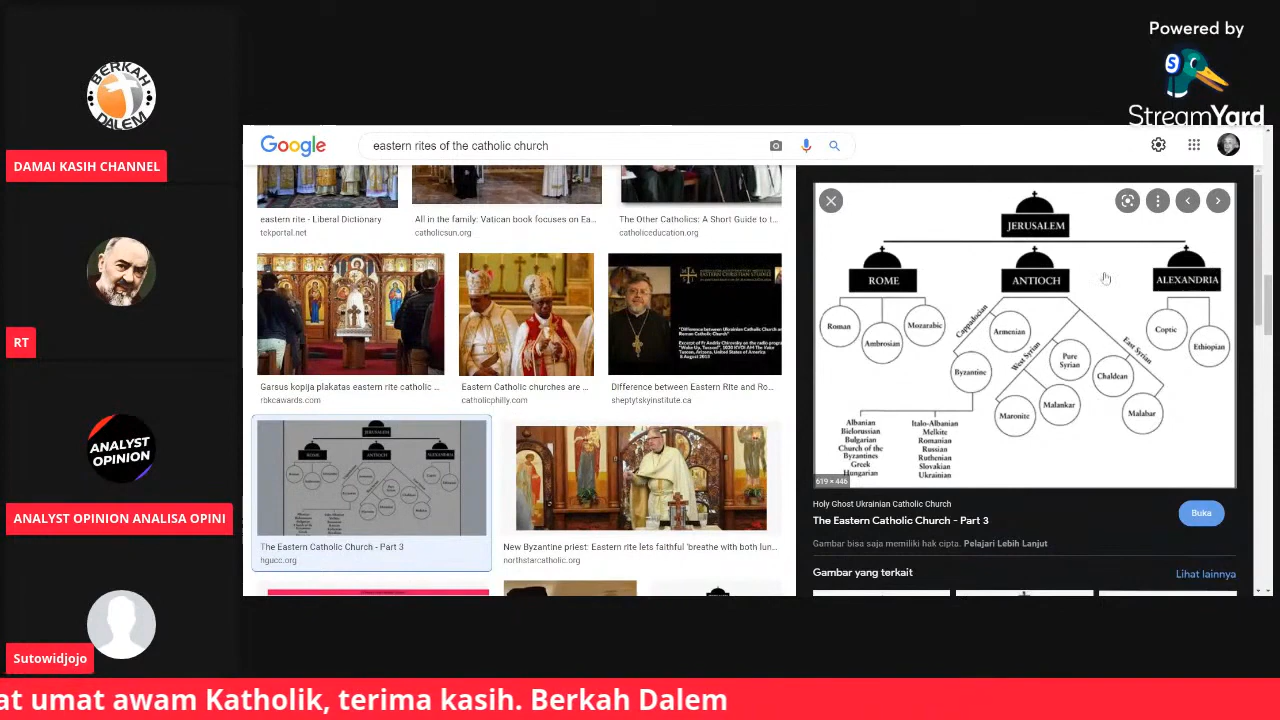 Powered by
StreamYard
BERKAH
DALEM
DAMAI KASIH CHANNEL
RT
ANALYST
OPINION
ANALYST OPINION ANALISA OPINI
Sutowidjojo
Google
eastern rites of the catholic church
eastern rite - Liberal Dictionary
tekportal.net
All in the family: Vatican book focuses on Ea...
catholicsun.org
The Other Catholics: A Short Guide to t...
catholiceducation.org
Garsus kopija plakatas eastern rite catholic ...
rbkcawards.com
Eastern Catholic churches are ...
catholicphilly.com
Difference between Eastern Rite and Ro...
sheptytskyinstitute.ca
The Eastern Catholic Church - Part 3
hgucc.org
New Byzantine priest: Eastern rite lets faithful 'breathe with both lun...
northstarcatholic.org
JERUSALEM
ROME
ANTIOCH
ALEXANDRIA
Roman
Ambrosian
Mozarabic
Cappadocian
Armenian
Byzantine
West Syrian
Pure
Syrian
Maronite
Malankar
East Syrian
Chaldean
Malabar
Coptic
Ethiopian
Albanian
Bielorussian
Bulgarian
Church of the
Byzantines
Greek
Hungarian
Italo-Albanian
Melkite
Romanian
Russian
Ruthenian
Slovakian
Ukrainian
619 × 446
Holy Ghost Ukrainian Catholic Church
The Eastern Catholic Church - Part 3
Buka
Gambar bisa saja memiliki hak cipta. Pelajari Lebih Lanjut
Gambar yang terkait
Lihat lainnya
at umat awam Katholik, terima kasih. Berkah Dalem